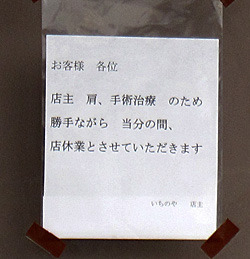 お客様　各位
店主　肩、手術治療　のため
勝手ながら　当分の間、
店休業とさせていただきます
いちのや　店主